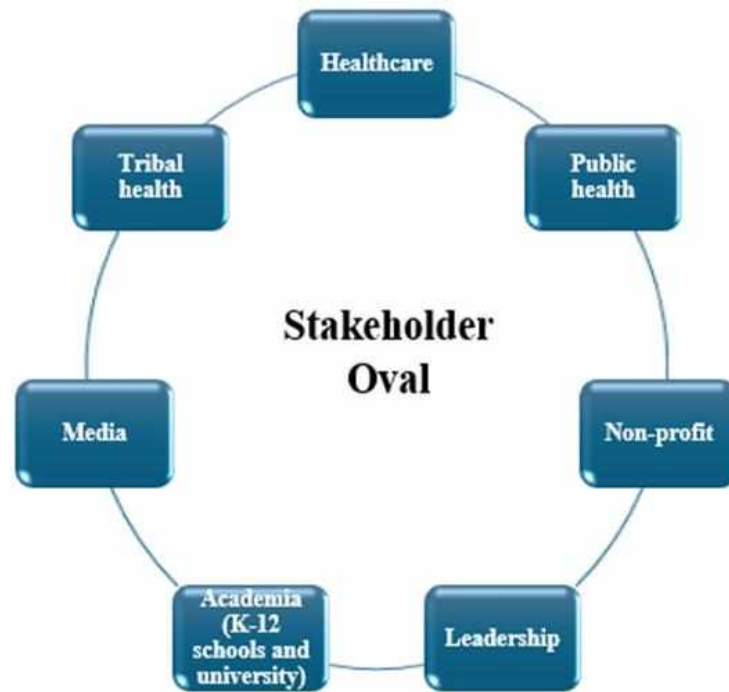 Healthcare
Public
health
Non-profit
Leadership
Academia
(K-12
schools and
university)
Media
Tribal
health
Stakeholder
Oval